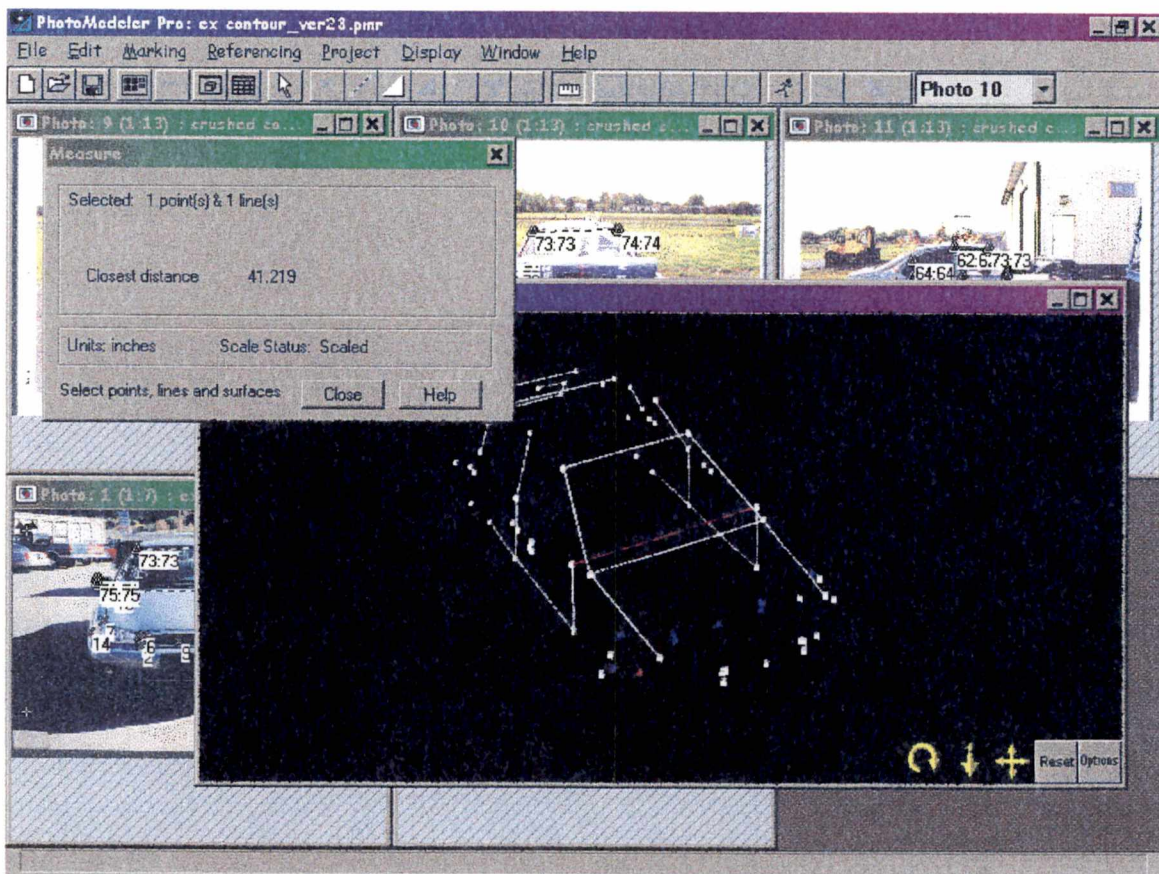 PhotoModeler Pro: ex contour_ver23.pmr
File Edit Marking Referencing Project Display Window Help
Photo 10
Photo: 9 (1:13) : crushed co...
Photo: 10 (1:13) : crushed c...
Photo: 11 (1:13) : crushed c...
Measure
Selected: 1 point(s) & 1 line(s)
Closest distance 41.219
Units: inches Scale Status: Scaled
Select points, lines and surfaces Close Help
73:73 74:74
64:64 73:73
Photo: 1 (1:7) :
73:73
75:75
14 7 6
Reset Options